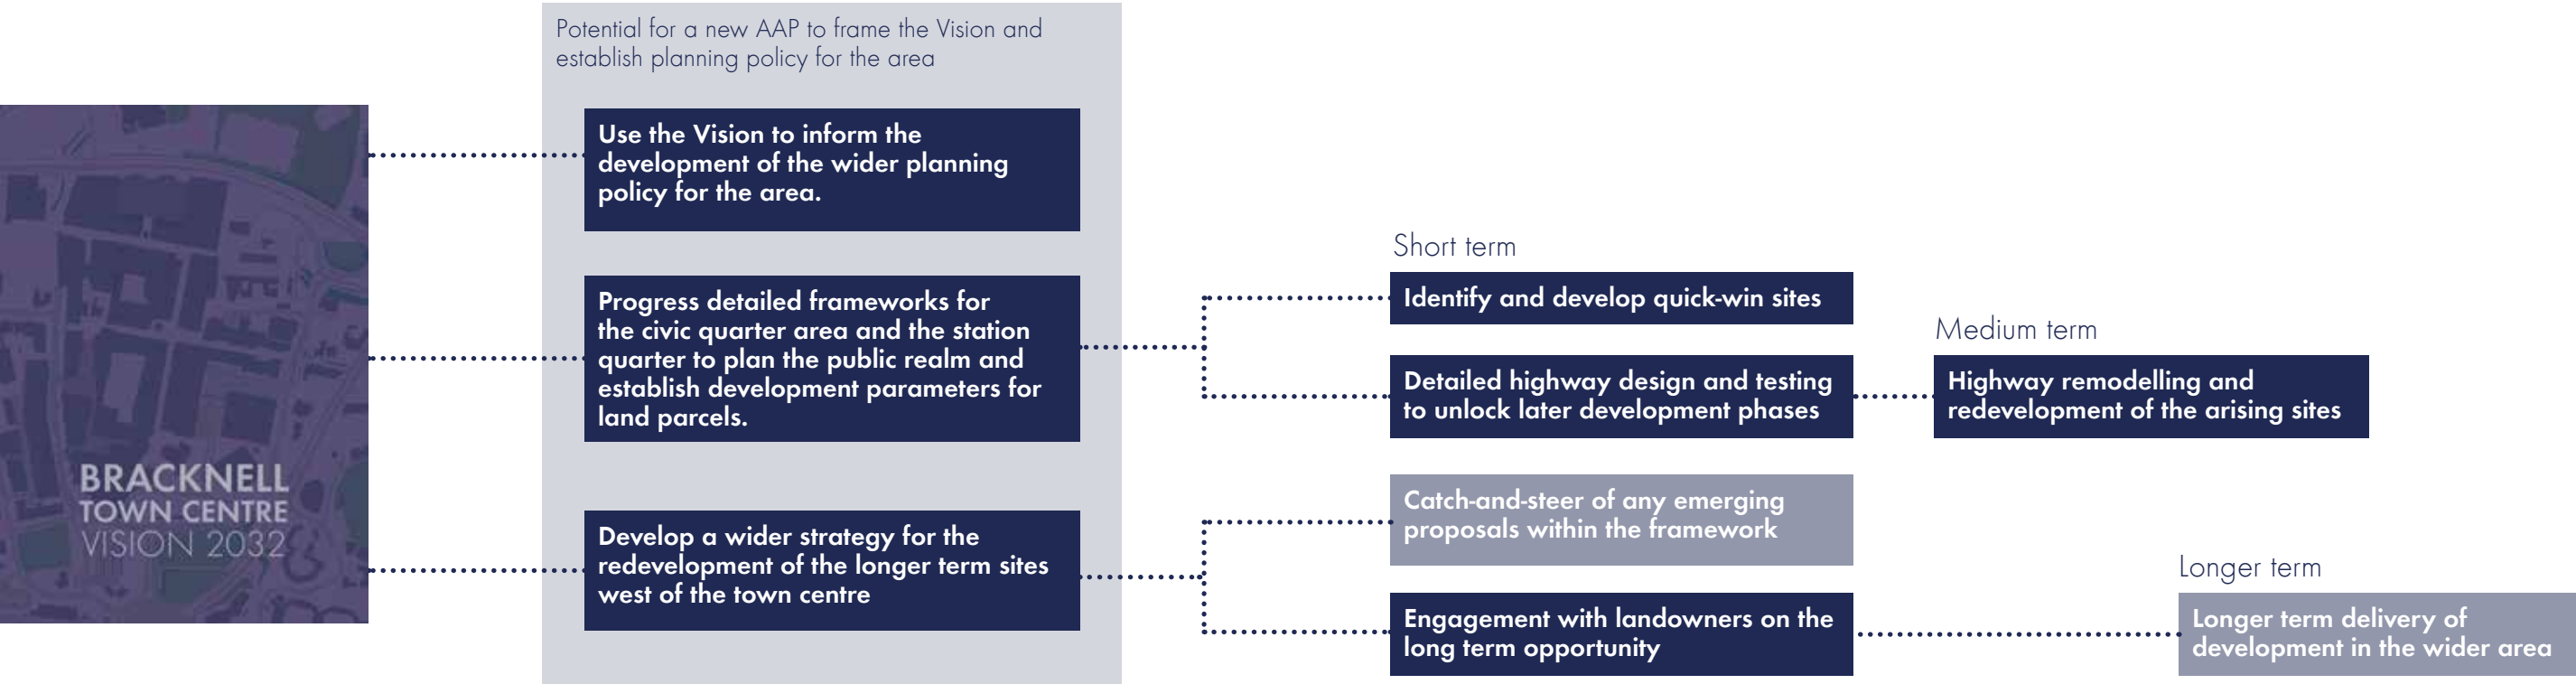 Potential for a new AAP to frame the Vision and
establish planning policy for the area
Use the Vision to inform the
development of the wider planning
policy for the area.
Progress detailed frameworks for
the civic quarter area and the station
quarter to plan the public realm and
establish development parameters for
land parcels.
Develop a wider strategy for the
redevelopment of the longer term sites
west of the town centre
BRACKNELL
TOWN CENTRE
VISION 2032
Short term
Identify and develop quick-win sites
Detailed highway design and testing
to unlock later development phases
Medium term
Highway remodelling and
redevelopment of the arising sites
Catch-and-steer of any emerging
proposals within the framework
Engagement with landowners on the
long term opportunity
Longer term
Longer term delivery of
development in the wider area